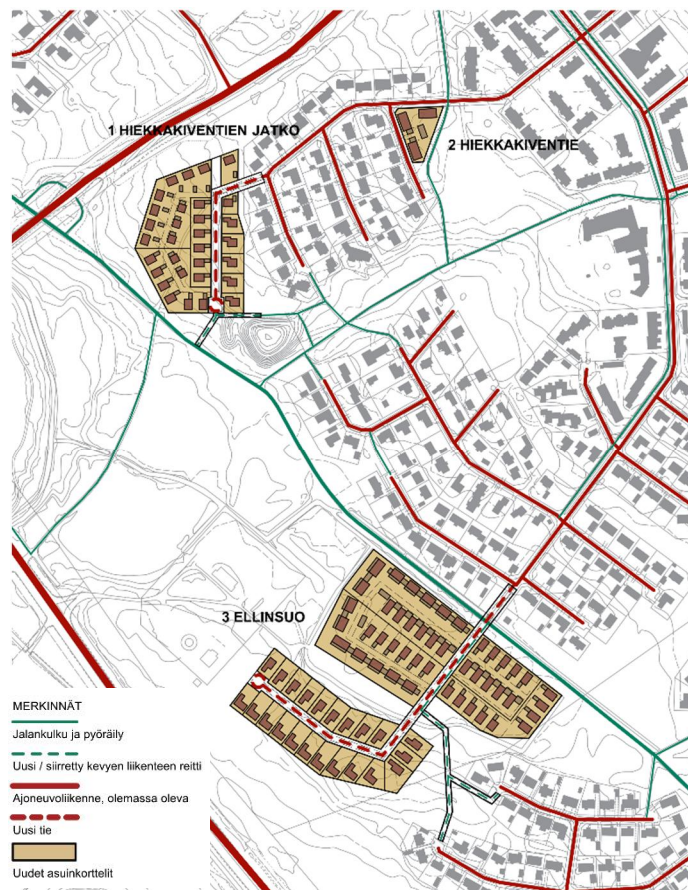 1 HIEKKAKIVENTIEN JATKO
2 HIEKKAKIVENTIE
3 ELLINSUO
MERKINNÄT
Jalankulku ja pyöräily
Uusi / siirretty kevyen liikenteen reitti
Ajoneuvoliikenne, olemassa oleva
Uusi tie
Uudet asuinkorttelit